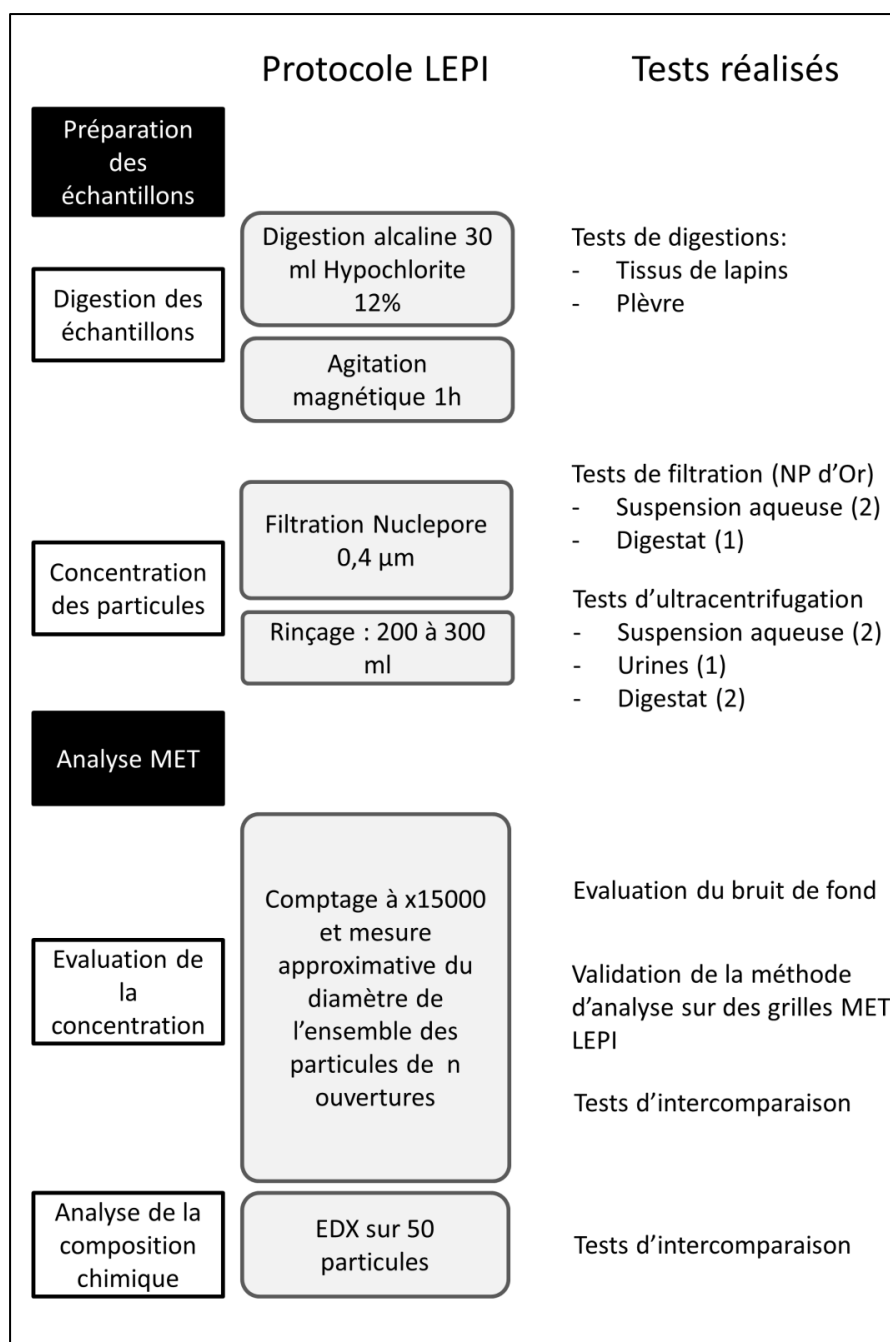 Protocole LEPI
Tests réalisés
Préparation
des
échantillons
Digestion des
échantillons
Digestion alcaline 30
ml Hypochlorite
12%
Agitation
magnétique 1h
Tests de digestions:
- Tissus de lapins
- Plèvre
Concentration
des particules
Filtration Nuclepore
0,4 µm
Rinçage : 200 à 300
ml
Tests de filtration (NP d’Or)
- Suspension aqueuse (2)
- Digestat (1)
Tests d’ultracentrifugation
- Suspension aqueuse (2)
- Urines (1)
- Digestat (2)
Analyse MET
Evaluation de
la
concentration
Comptage à x15000
et mesure
approximative du
diamètre de
l’ensemble des
particules de n
ouvertures
Evaluation du bruit de fond
Validation de la méthode
d’analyse sur des grilles MET
LEPI
Tests d’intercomparaison
Analyse de la
composition
chimique
EDX sur 50
particules
Tests d’intercomparaison